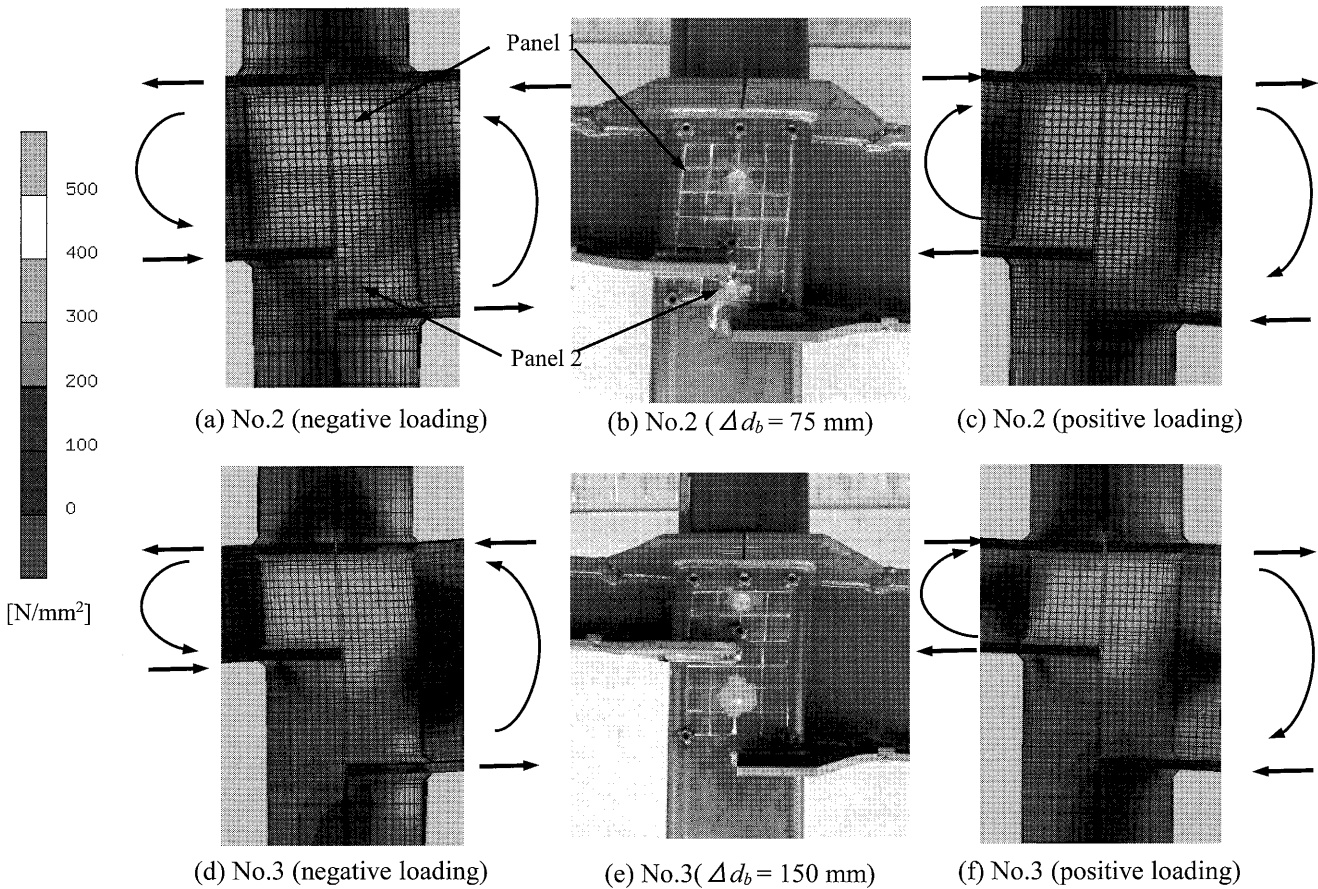 Panel 1
500
400
300
200
100
0
[N/mm²]
Panel 2
(a) No.2 (negative loading)
(b) No.2 ( Δd_b = 75 mm)
(c) No.2 (positive loading)
(d) No.3 (negative loading)
(e) No.3( Δd_b = 150 mm)
(f) No.3 (positive loading)